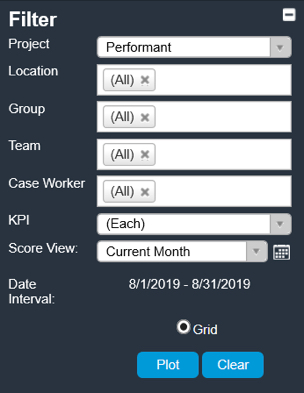 Filter
Project Performant
Location (All)
Group (All)
Team (All)
Case Worker (All)
KPI (Each)
Score View: Current Month
Date
Interval: 8/1/2019 - 8/31/2019
Grid
Plot Clear